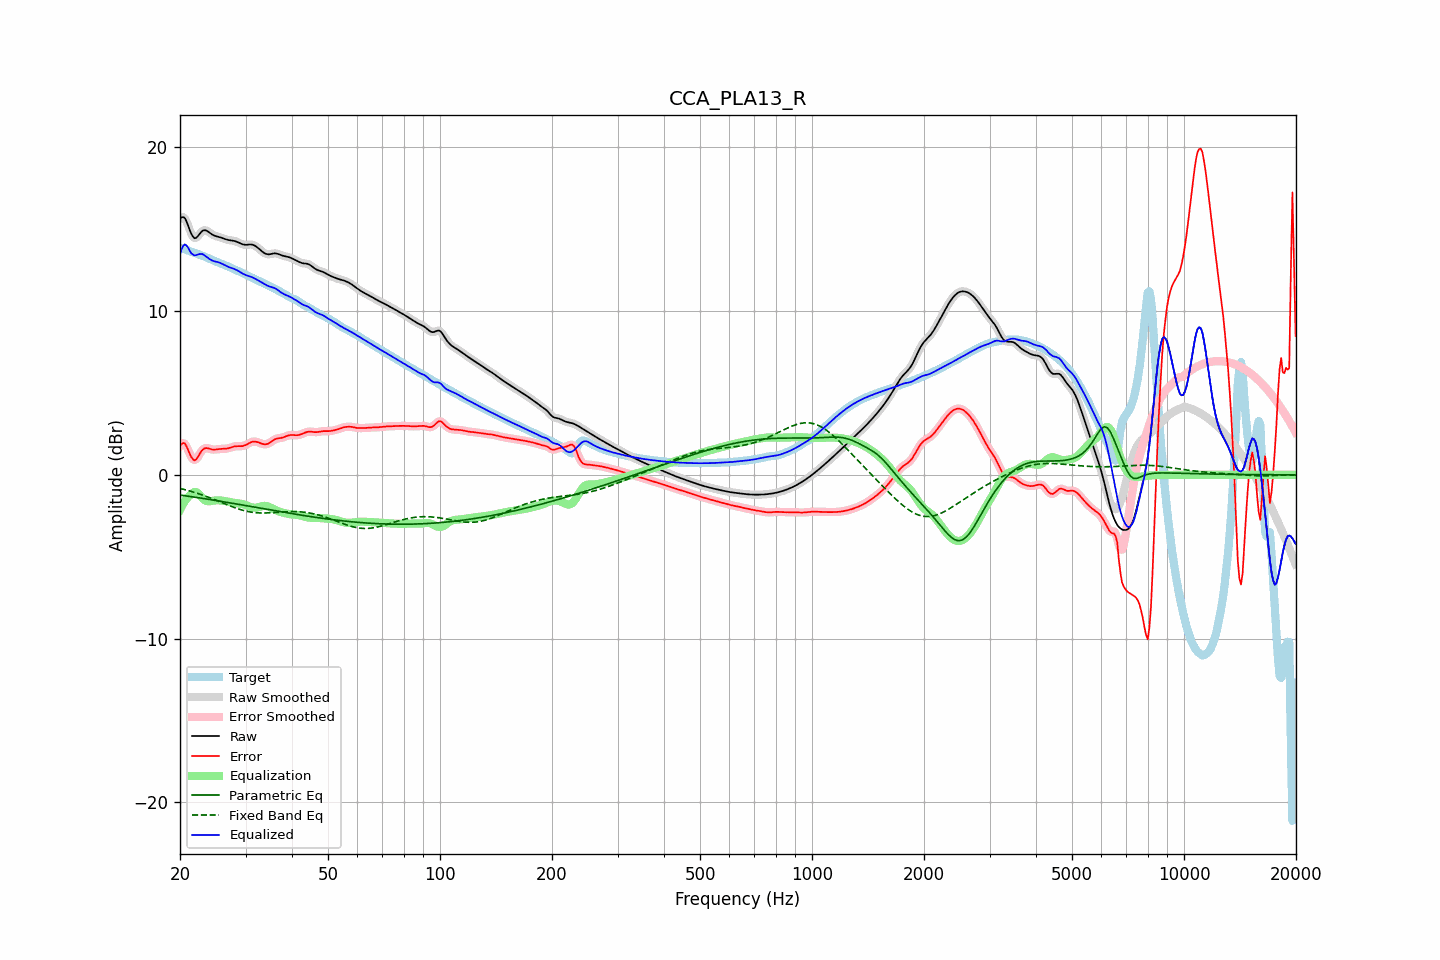 CCA_PLA13_R
Amplitude (dBr)
20
10
0
−10
−20
Target
Raw Smoothed
Error Smoothed
Raw
Error
Equalization
Parametric Eq
Fixed Band Eq
Equalized
20 50 100 200 500 1000 2000 5000 10000 20000
Frequency (Hz)